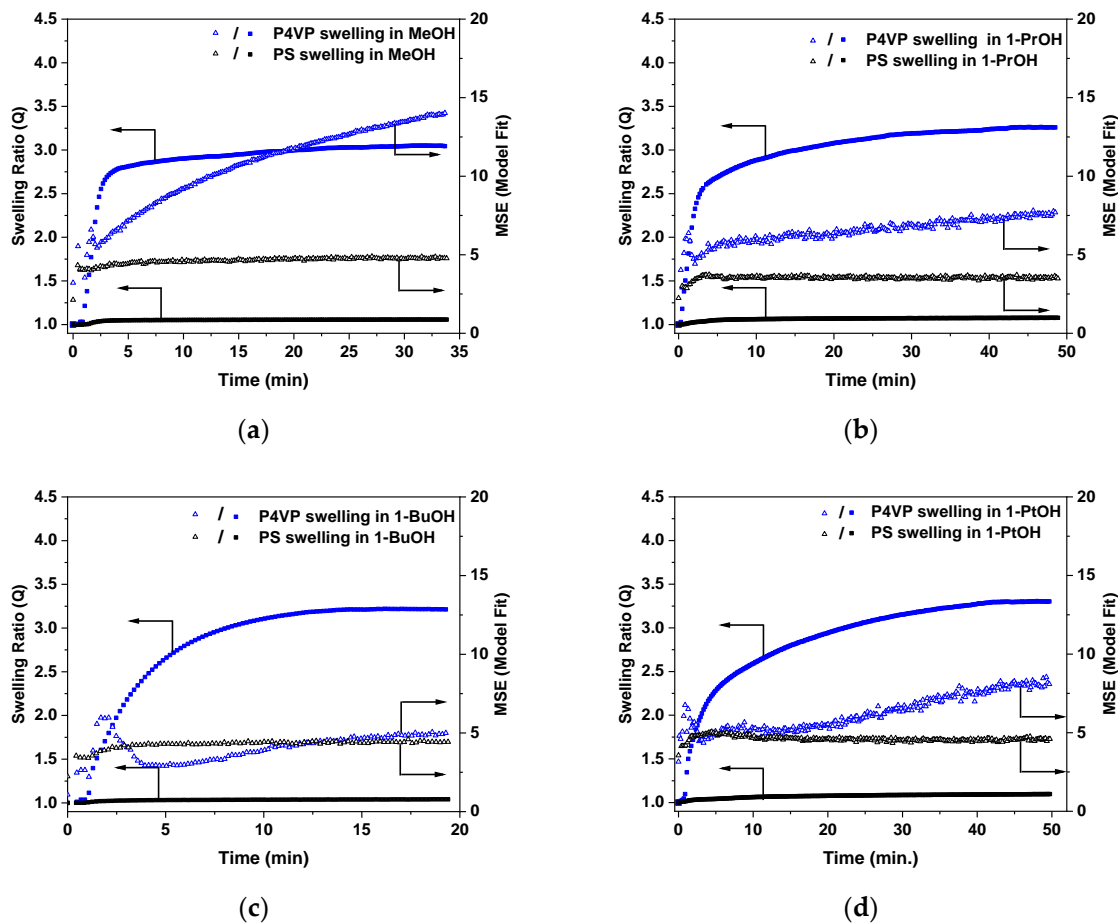 △ / ■ P4VP swelling in MeOH
△ / ■ PS swelling in MeOH
Swelling Ratio (Q)
4.5
4.0
3.5
3.0
2.5
2.0
1.5
1.0
20
15
10
5
0
MSE (Model Fit)
0 5 10 15 20 25 30 35
Time (min)
(a)
△ / ■ P4VP swelling in 1-PrOH
△ / ■ PS swelling in 1-PrOH
Swelling Ratio (Q)
4.5
4.0
3.5
3.0
2.5
2.0
1.5
1.0
20
15
10
5
0
MSE (Model Fit)
0 10 20 30 40 50
Time (min)
(b)
△ / ■ P4VP swelling in 1-BuOH
△ / ■ PS swelling in 1-BuOH
Swelling Ratio (Q)
4.5
4.0
3.5
3.0
2.5
2.0
1.5
1.0
20
15
10
5
0
MSE (Model Fit)
0 5 10 15 20
Time (min)
(c)
△ / ■ P4VP swelling in 1-PtOH
△ / ■ PS swelling in 1-PtOH
Swelling Ratio (Q)
4.5
4.0
3.5
3.0
2.5
2.0
1.5
1.0
20
15
10
5
0
MSE (Model Fit)
0 10 20 30 40 50
Time (min.)
(d)